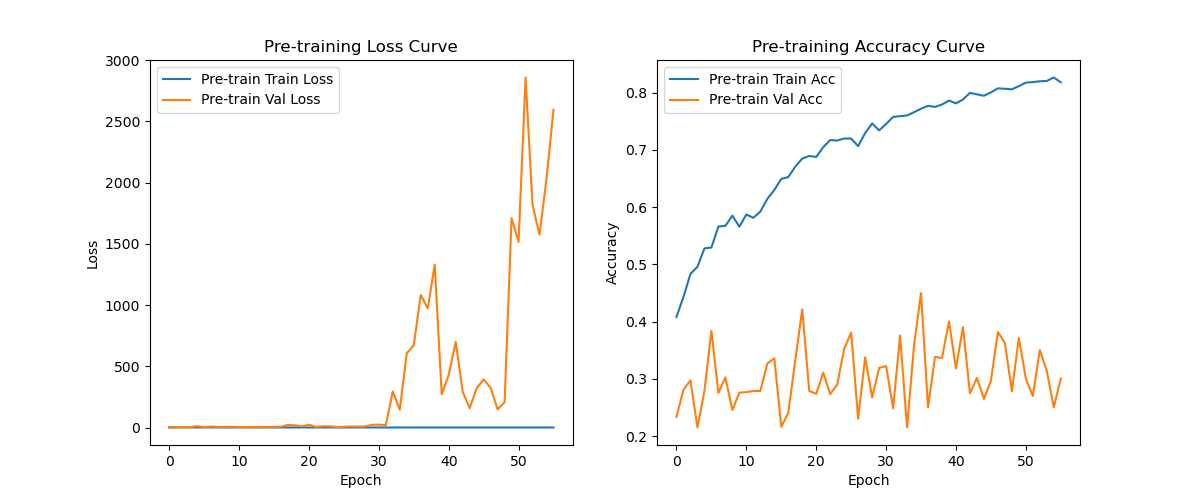 Pre-training Loss Curve
Pre-train Train Loss
Pre-train Val Loss
3000
2500
2000
1500
1000
500
0
Loss
0 10 20 30 40 50
Epoch
Pre-training Accuracy Curve
Pre-train Train Acc
Pre-train Val Acc
0.8
0.7
0.6
0.5
0.4
0.3
0.2
Accuracy
0 10 20 30 40 50
Epoch